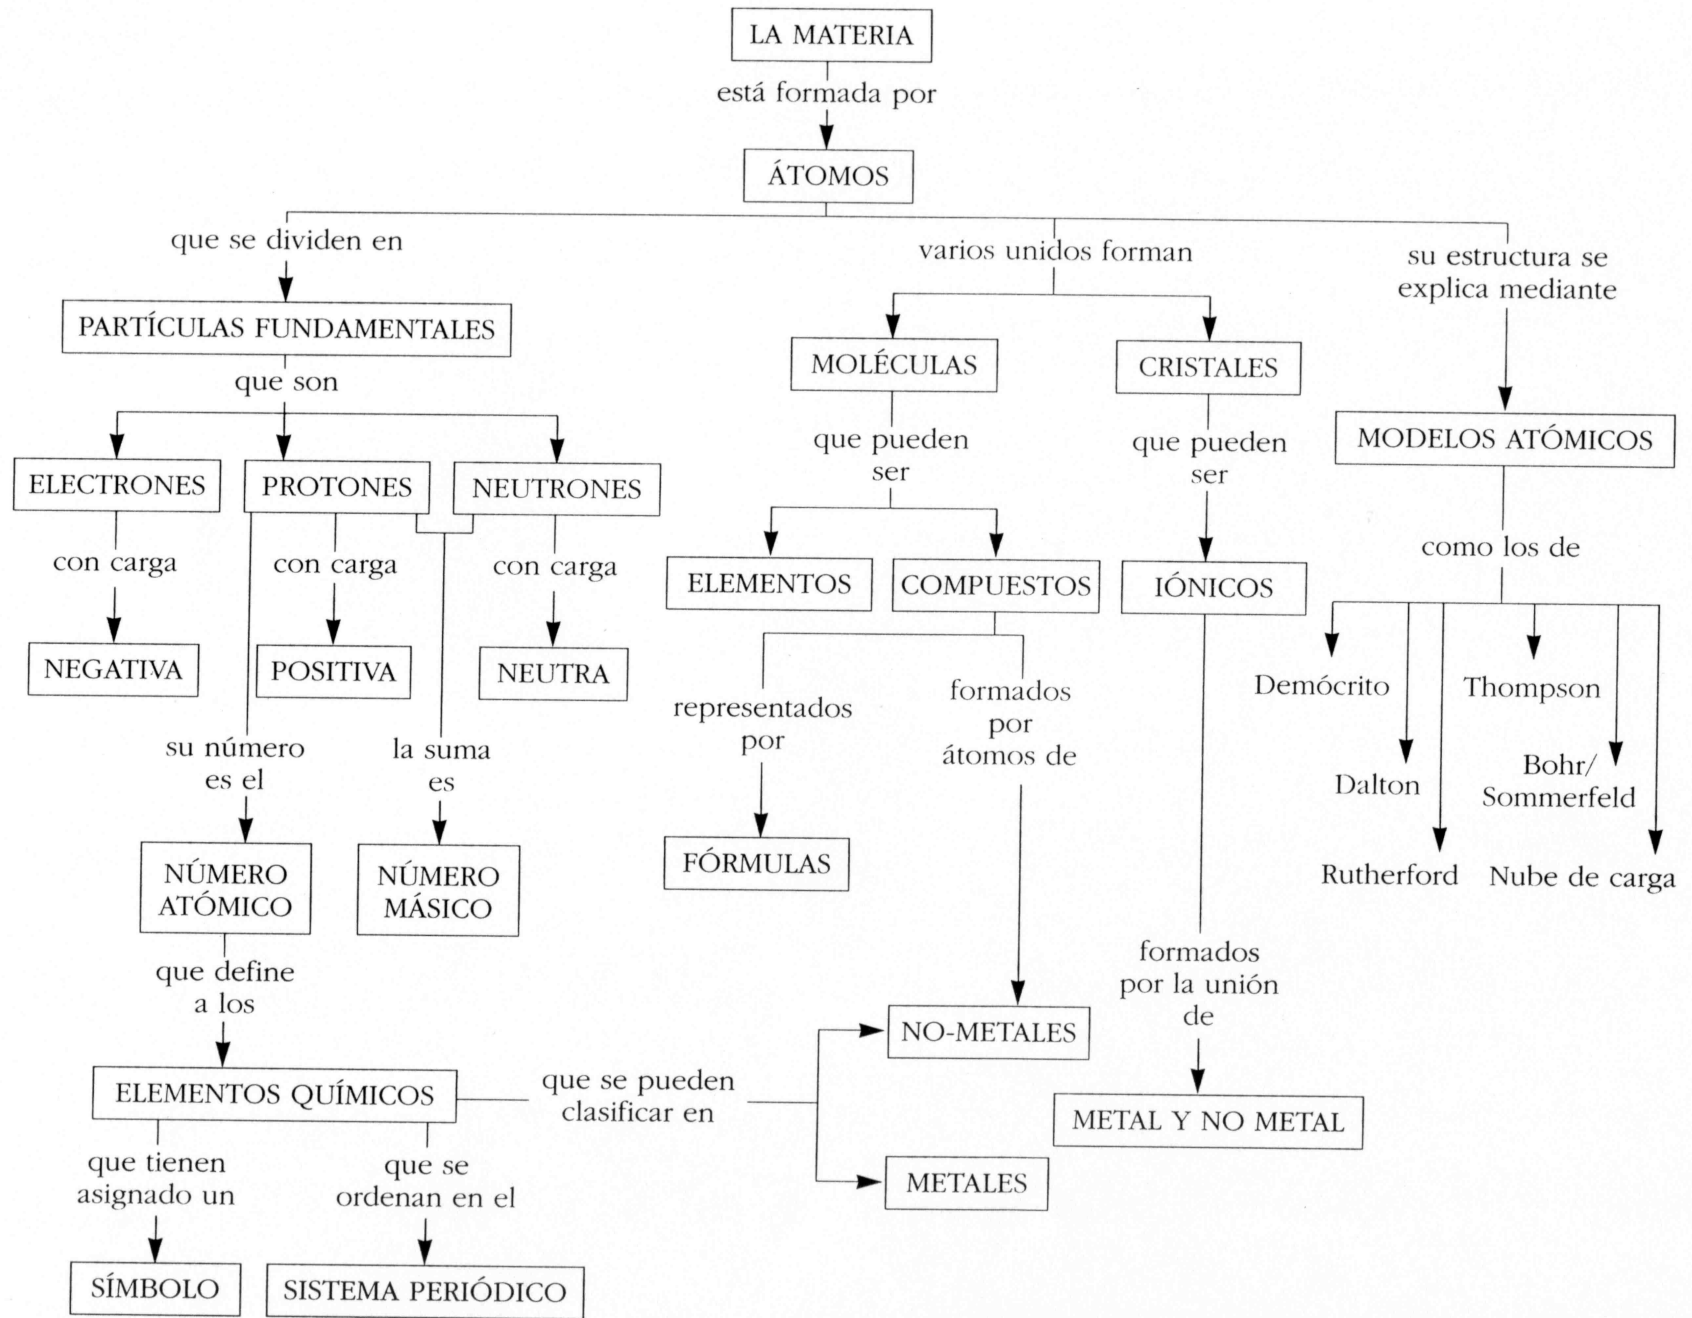 LA MATERIA
está formada por
ÁTOMOS
que se dividen en
varios unidos forman
su estructura se
explica mediante
PARTÍCULAS FUNDAMENTALES
MOLÉCULAS
CRISTALES
MODELOS ATÓMICOS
que son
ELECTRONES
PROTONES
NEUTRONES
con carga
con carga
con carga
NEGATIVA
POSITIVA
NEUTRA
su número
es el
la suma
es
NÚMERO
ATÓMICO
NÚMERO
MÁSICO
que define
a los
ELEMENTOS QUÍMICOS
que tienen
asignado un
que se
ordenan en el
SÍMBOLO
SISTEMA PERIÓDICO
que se pueden
clasificar en
NO-METALES
METALES
que pueden
ser
ELEMENTOS
COMPUESTOS
representados
por
FÓRMULAS
formados
por
átomos de
que pueden
ser
IÓNICOS
formados
por la unión
de
METAL Y NO METAL
como los de
Demócrito
Thompson
Dalton
Bohr/
Sommerfeld
Rutherford
Nube de carga